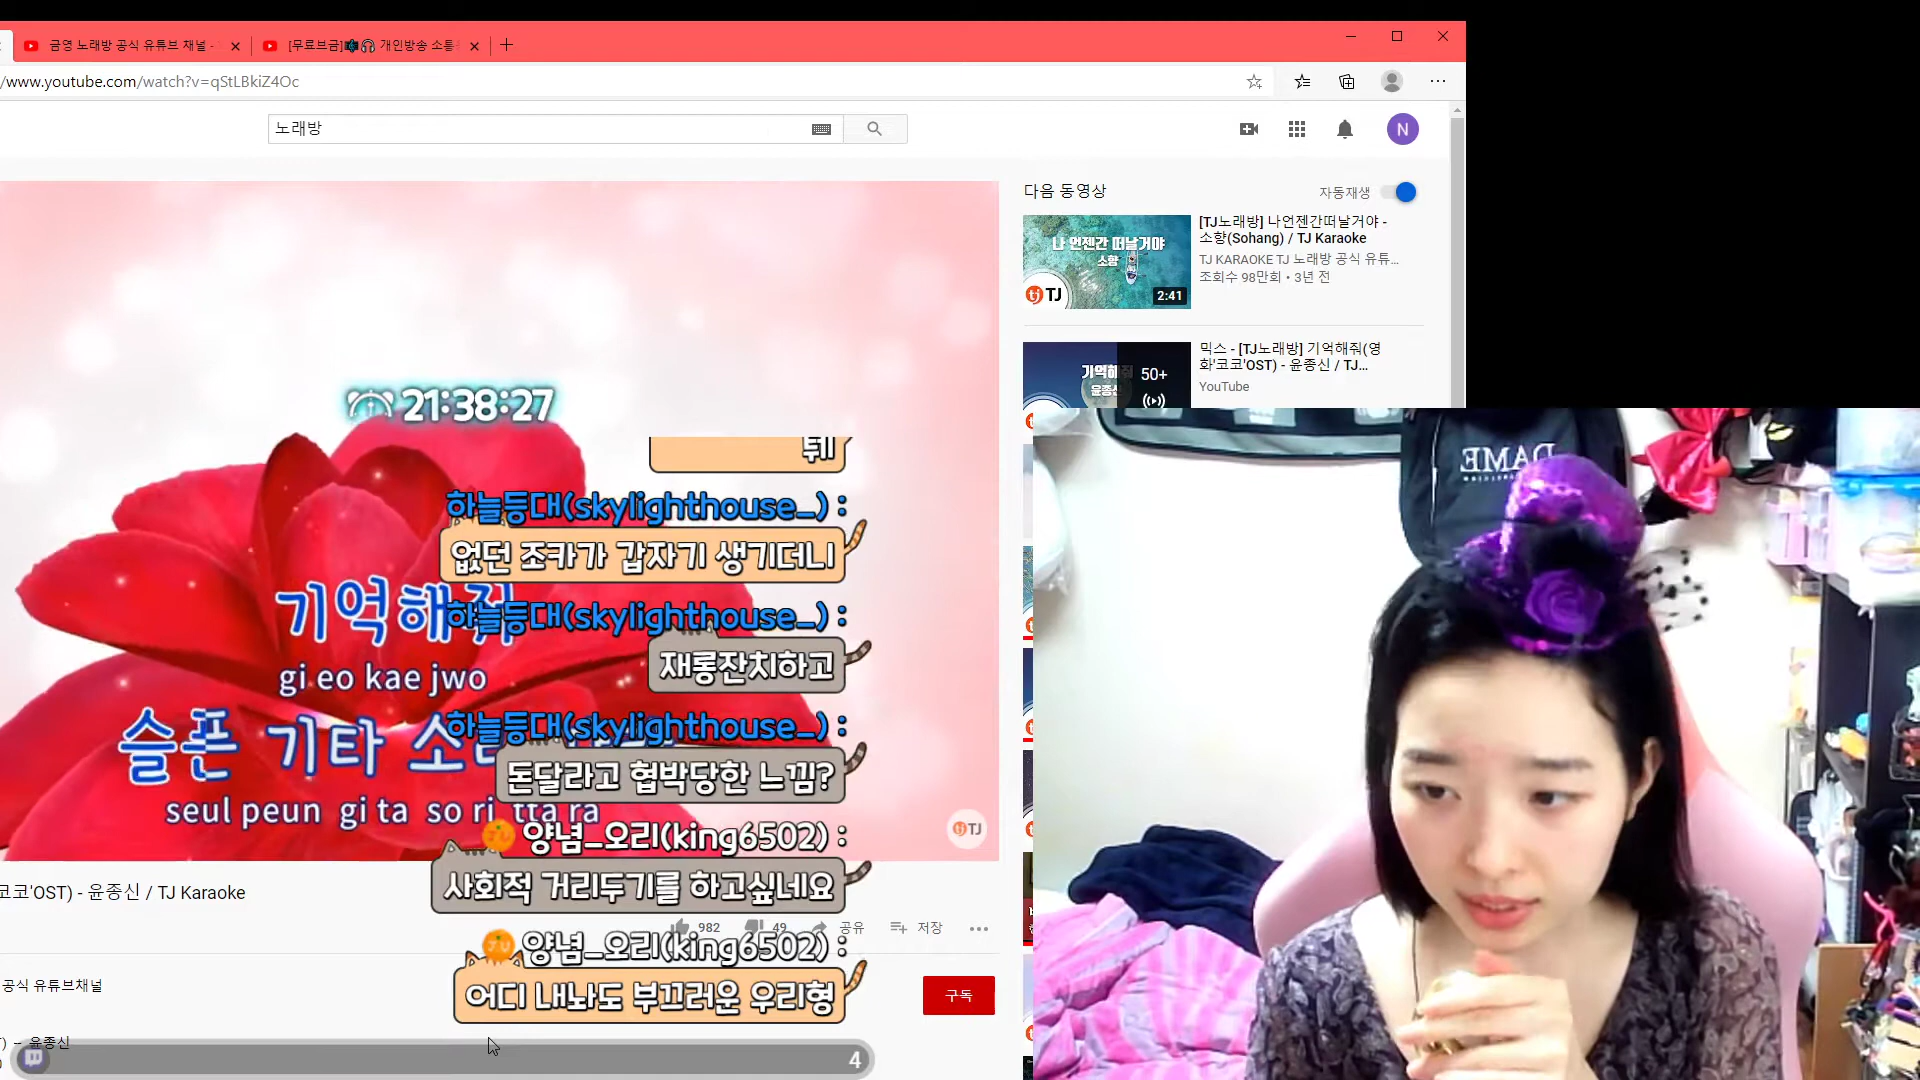 금영 노래방 공식 유튜브 채널 -
[무료브금] 개인방송 소통
/www.youtube.com/watch?v=qStLBkiZ4Oc
노래방
N
다음 동영상
자동재생
나 언젠간 떠날거야
소향
TJ
2:41
[TJ노래방] 나언젠간떠날거야 -
소향(Sohang) / TJ Karaoke
TJ KARAOKE TJ 노래방 공식 유튜...
조회수 98만회 • 3년 전
기억해
윤종신
50+
믹스 - [TJ노래방] 기억해줘(영
화'코코'OST) - 윤종신 / TJ...
YouTube
21:38:27
뒈
하늘등대(skylighthouse_) :
없던 조카가 갑자기 생기더니
하늘등대(skylighthouse_) :
재롱잔치하고
하늘등대(skylighthouse_) :
돈달라고 협박당한 느낌?
양념_오리(king6502) :
사회적 거리두기를 하고싶네요
양념_오리(king6502) :
어디 내놔도 부끄러운 우리형
기억해줘
gi eo kae jwo
슬픈 기타 소
seul peun gi ta so ri tta ra
TJ
코코'OST) - 윤종신 / TJ Karaoke
982
49
공유
저장
공식 유튜브채널
구독
) – 윤종신
4
DAME